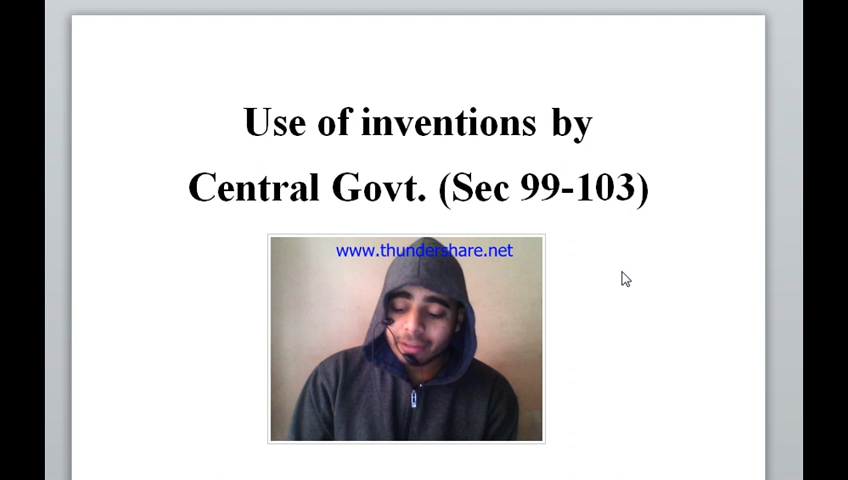 Use of inventions by
Central Govt. (Sec 99-103)
www.thundershare.net